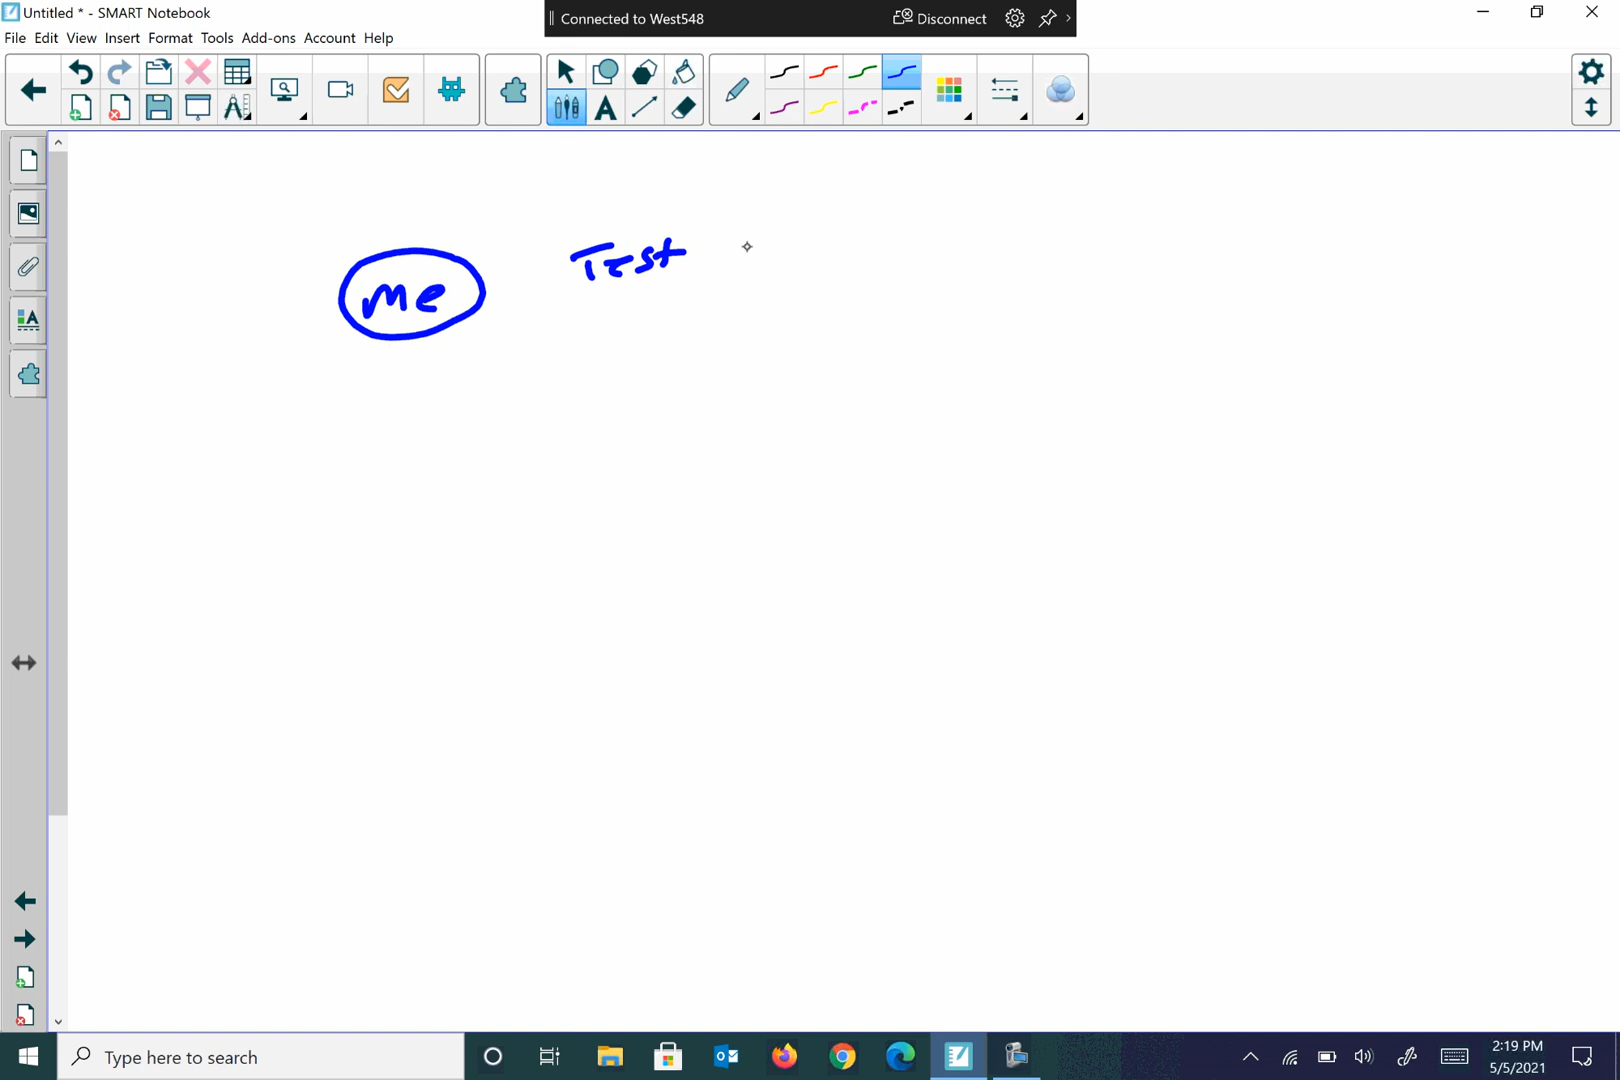 Untitled * - SMART Notebook
Connected to West548
Disconnect
File Edit View Insert Format Tools Add-ons Account Help
A
A
me
Test
Type here to search
2:19 PM
5/5/2021